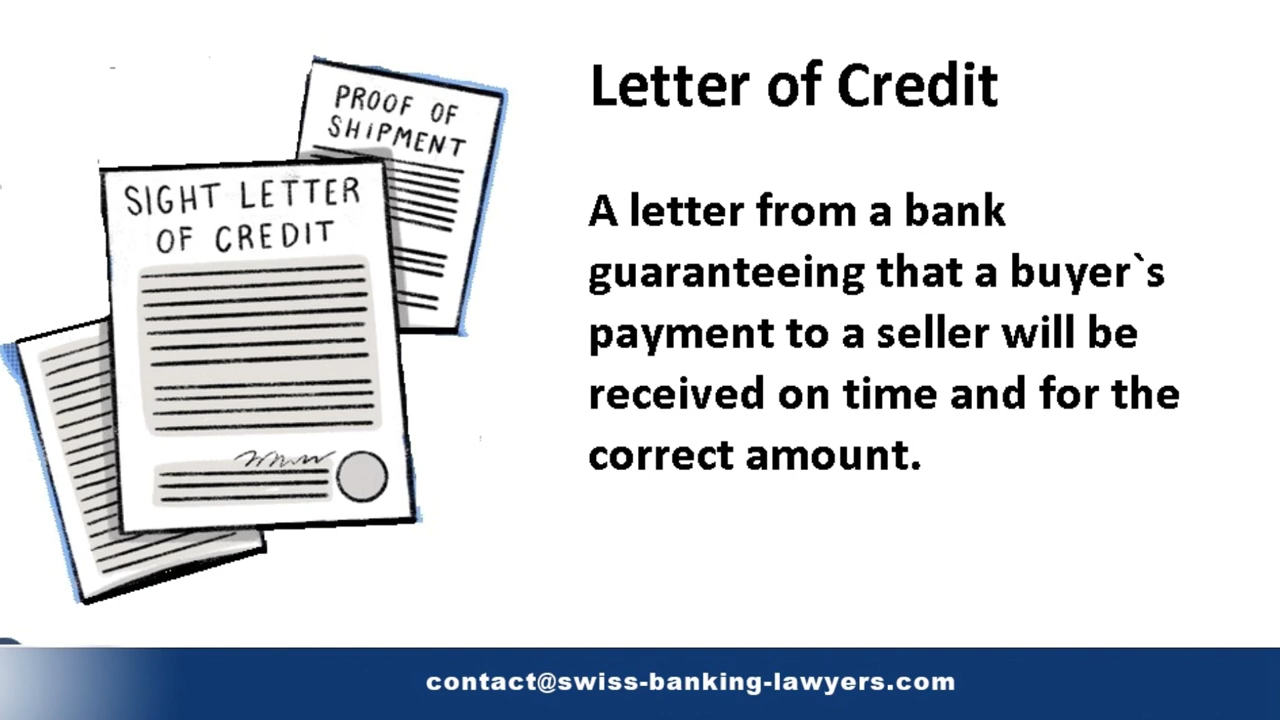 PROOF OF
SHIPMENT
SIGHT LETTER
OF CREDIT
Letter of Credit
A letter from a bank
guaranteeing that a buyer`s
payment to a seller will be
received on time and for the
correct amount.
contact@swiss-banking-lawyers.com